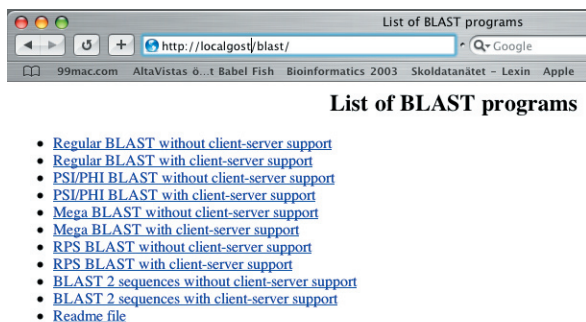 List of BLAST programs
http://localgost/blast/
Google
99mac.com AltaVistas ö...t Babel Fish Bioinformatics 2003 Skoldatanätet – Lexin Apple
List of BLAST programs
• Regular BLAST without client-server support
• Regular BLAST with client-server support
• PSI/PHI BLAST without client-server support
• PSI/PHI BLAST with client-server support
• Mega BLAST without client-server support
• Mega BLAST with client-server support
• RPS BLAST without client-server support
• RPS BLAST with client-server support
• BLAST 2 sequences without client-server support
• BLAST 2 sequences with client-server support
• Readme file